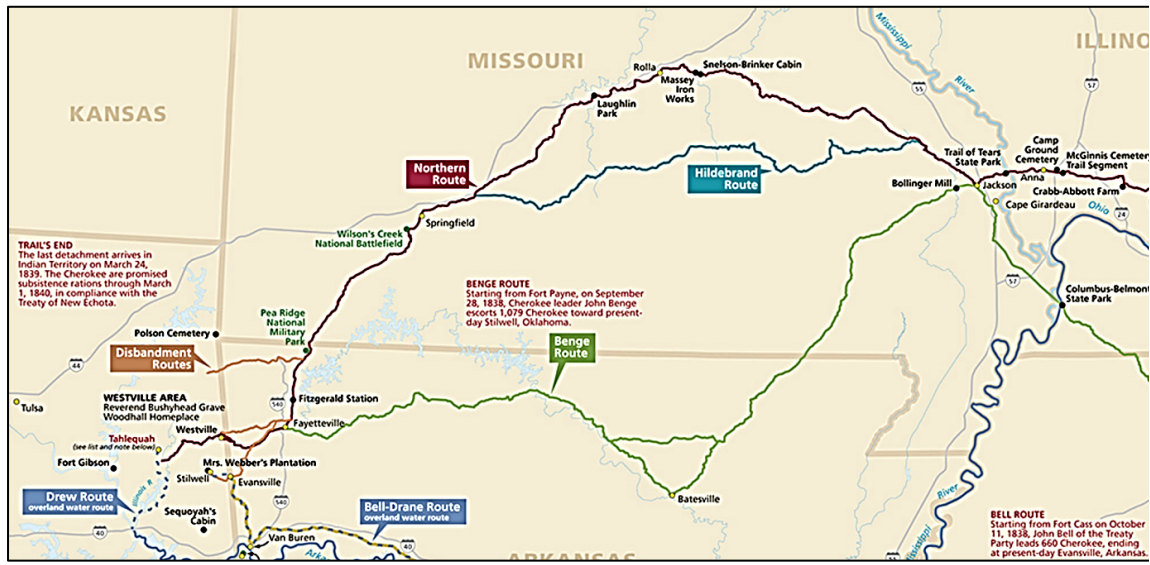 MISSOURI
ILLINO
KANSAS
ARKANSAS
Mississippi
River
55
57
Rolla
Massey
Iron
Works
Snelson-Brinker Cabin
Laughlin
Park
Northern
Route
Hildebrand
Route
Trail of Tears
State Park
Camp
Ground
Cemetery
McGinnis Cemetery
Trail Segment
Anna
Crabb-Abbott Farm
Bollinger Mill
Jackson
Cape Girardeau
Ohio
24
57
Columbus-Belmont
State Park
Springfield
Wilson's Creek
National Battlefield
TRAIL'S END
The last detachment arrives in
Indian Territory on March 24,
1839. The Cherokee are promised
subsistence rations through March
1, 1840, in compliance with the
Treaty of New Echota.
BENGE ROUTE
Starting from Fort Payne, on September
28, 1838, Cherokee leader John Benge
escorts 1,079 Cherokee toward present-
day Stilwell, Oklahoma.
Pea Ridge
National
Military
Park
Polson Cemetery
Disbandment
Routes
Benge
Route
44
Tulsa
WESTVILLE AREA
Reverend Bushyhead Grave
Woodhall Homeplace
Westville
540
Fitzgerald Station
Fayetteville
Tahlequah
(see list and note below)
Fort Gibson
Mrs. Webber's Plantation
Stilwell
Evansville
Illinois R
Drew Route
overland water route
Sequoyah's
Cabin
540
Bell-Drane Route
overland water route
40
Van Buren
40
Batesville
River
BELL ROUTE
Starting from Fort Cass on October
11, 1838, John Bell of the Treaty
Party leads 660 Cherokee, ending
at present-day Evansville, Arkansas.